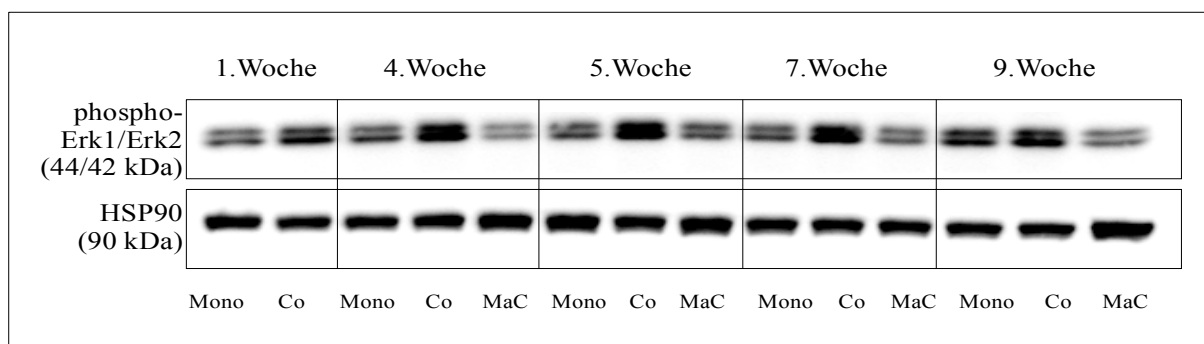 1.Woche 4.Woche 5.Woche 7.Woche 9.Woche
phospho-
Erk1/Erk2
(44/42 kDa)
HSP90
(90 kDa)
Mono Co Mono Co MaC Mono Co MaC Mono Co MaC Mono Co MaC